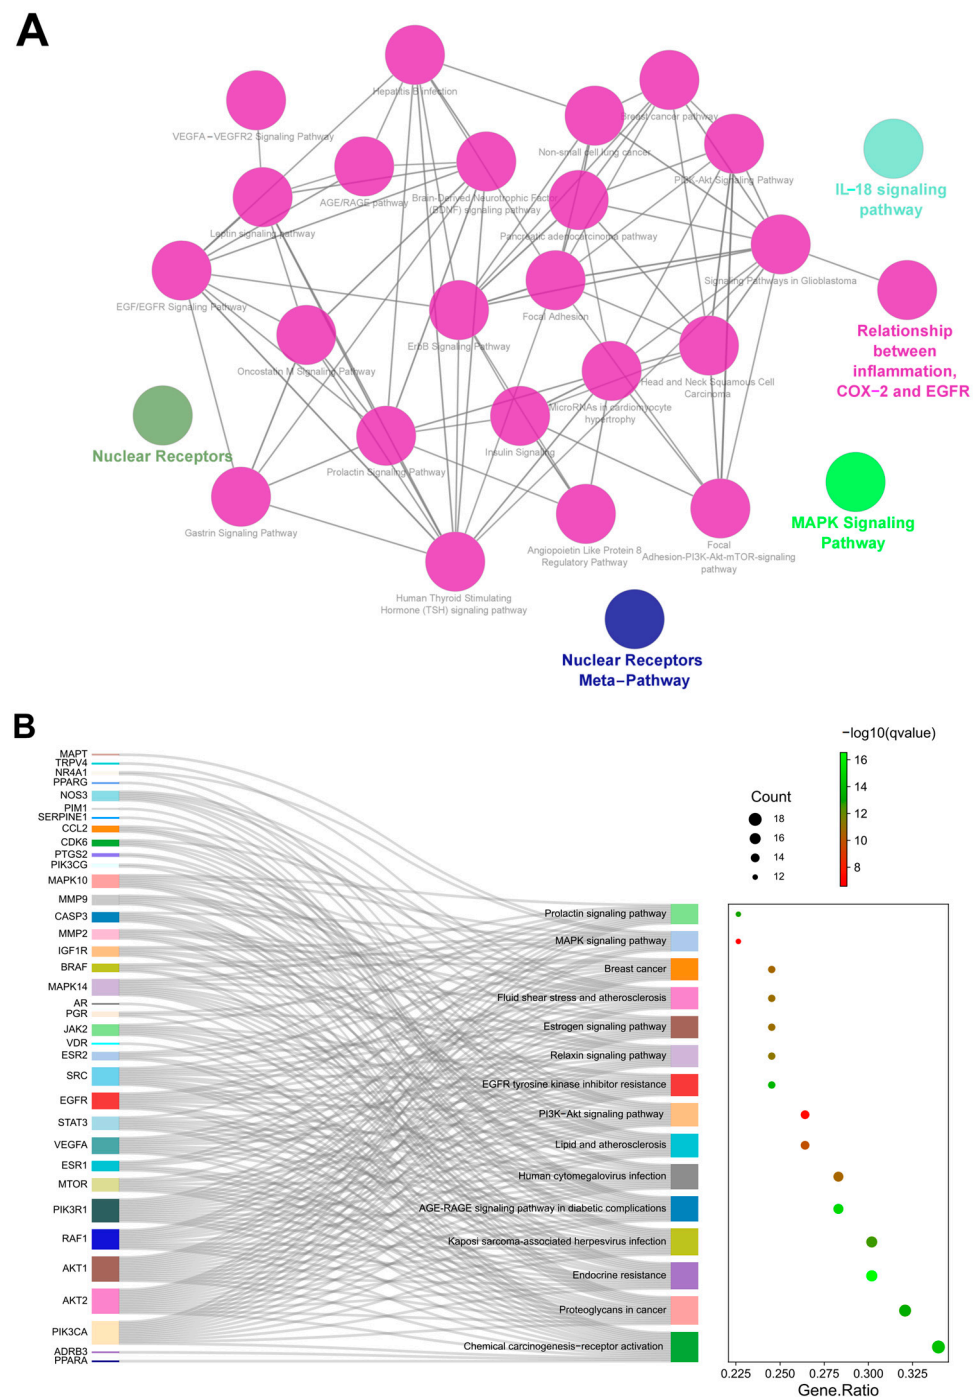 A
Hepatitis B infection
Breast cancer pathway
VEGFA−VEGFR2 Signaling Pathway
Non-small cell lung cancer
PI3K-Akt Signaling Pathway
IL−18 signaling
pathway
AGE/RAGE pathway
Brain-Derived Neurotrophic Factor
(BDNF) signaling pathway
Leptin signaling pathway
Pancreatic adenocarcinoma pathway
Signaling Pathways in Glioblastoma
EGF/EGFR Signaling Pathway
Focal Adhesion
Relationship
between
inflammation,
COX−2 and EGFR
ErbB Signaling Pathway
Oncostatin M Signaling Pathway
Head and Neck Squamous Cell
Carcinoma
MicroRNAs in cardiomyocyte
hypertrophy
Nuclear Receptors
Insulin Signaling
Prolactin Signaling Pathway
Gastrin Signaling Pathway
MAPK Signaling
Pathway
Angiopoietin Like Protein 8
Regulatory Pathway
Focal
Adhesion-PI3K-Akt-mTOR-signaling
pathway
Human Thyroid Stimulating
Hormone (TSH) signaling pathway
Nuclear Receptors
Meta−Pathway
B
MAPT
TRPV4
NR4A1
PPARG
NOS3
PIM1
SERPINE1
CCL2
CDK6
PTGS2
PIK3CG
MAPK10
MMP9
CASP3
MMP2
IGF1R
BRAF
MAPK14
AR
PGR
JAK2
VDR
ESR2
SRC
EGFR
STAT3
VEGFA
ESR1
MTOR
PIK3R1
RAF1
AKT1
AKT2
PIK3CA
ADRB3
PPARA
Prolactin signaling pathway
MAPK signaling pathway
Breast cancer
Fluid shear stress and atherosclerosis
Estrogen signaling pathway
Relaxin signaling pathway
EGFR tyrosine kinase inhibitor resistance
PI3K−Akt signaling pathway
Lipid and atherosclerosis
Human cytomegalovirus infection
AGE-RAGE signaling pathway in diabetic complications
Kaposi sarcoma-associated herpesvirus infection
Endocrine resistance
Proteoglycans in cancer
Chemical carcinogenesis−receptor activation
−log10(qvalue)
16
14
12
10
8
Count
18
16
14
12
0.225 0.250 0.275 0.300 0.325
Gene.Ratio